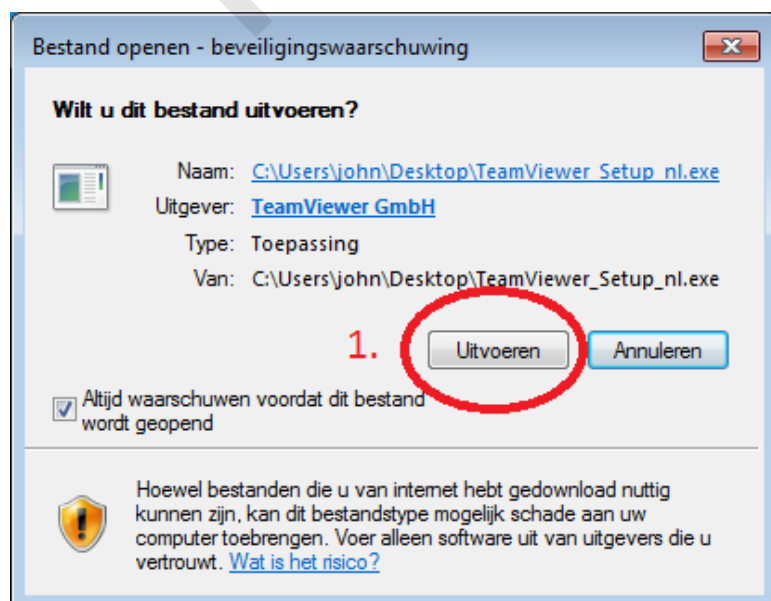 Bestand openen - beveiligingswaarschuwing
Wilt u dit bestand uitvoeren?
Naam: C:\Users\john\Desktop\TeamViewer_Setup_nl.exe
Uitgever: TeamViewer GmbH
Type: Toepassing
Van: C:\Users\john\Desktop\TeamViewer_Setup_nl.exe
1. Uitvoeren Annuleren
Altijd waarschuwen voordat dit bestand
wordt geopend
Hoewel bestanden die u van internet hebt gedownload nuttig
kunnen zijn, kan dit bestandstype mogelijk schade aan uw
computer toebrengen. Voer alleen software uit van uitgevers die u
vertrouwt. Wat is het risico?